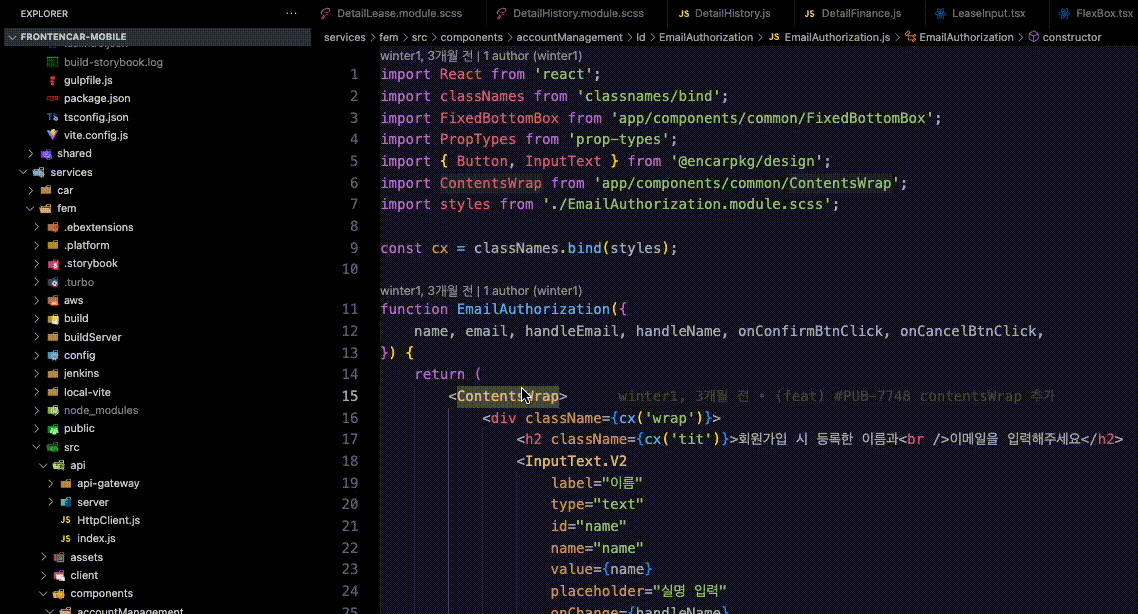 EXPLORER ...
DetailLease.module.scss DetailHistory.module.scss JS DetailHistory.js JS DetailFinance.js LeaseInput.tsx FlexBox.tsx
FRONTENCAR-MOBILE
services > fem > src > components > accountManagement > Id > EmailAuthorization > JS EmailAuthorization.js > EmailAuthorization > constructor
build-storybook.log
gulpfile.js
package.json
tsconfig.json
vite.config.js
shared
services
car
fem
.ebextensions
.platform
.storybook
.turbo
aws
build
buildServer
config
jenkins
local-vite
node_modules
public
src
api
api-gateway
server
JS HttpClient.js
JS index.js
assets
client
components
accountManagement
winter1, 3개월 전 | 1 author (winter1)
1 import React from 'react';
2 import classNames from 'classnames/bind';
3 import FixedBottomBox from 'app/components/common/FixedBottomBox';
4 import PropTypes from 'prop-types';
5 import { Button, InputText } from '@encarpkg/design';
6 import ContentsWrap from 'app/components/common/ContentsWrap';
7 import styles from './EmailAuthorization.module.scss';
8
9 const cx = classNames.bind(styles);
10
winter1, 3개월 전 | 1 author (winter1)
11 function EmailAuthorization({
12 name, email, handleEmail, handleName, onConfirmBtnClick, onCancelBtnClick,
13 }) {
14 return (
15 <ContentsWrap> winter1, 3개월 전 • (feat) #PUB-7748 contentsWrap 추가
16 <div className={cx('wrap')}>
17 <h2 className={cx('tit')}>회원가입 시 등록한 이름과<br />이메일을 입력해주세요</h2>
18 <InputText.V2
19 label="이름"
20 type="text"
21 id="name"
22 name="name"
23 value={name}
24 placeholder="실명 입력"
25 onChange={handleName}